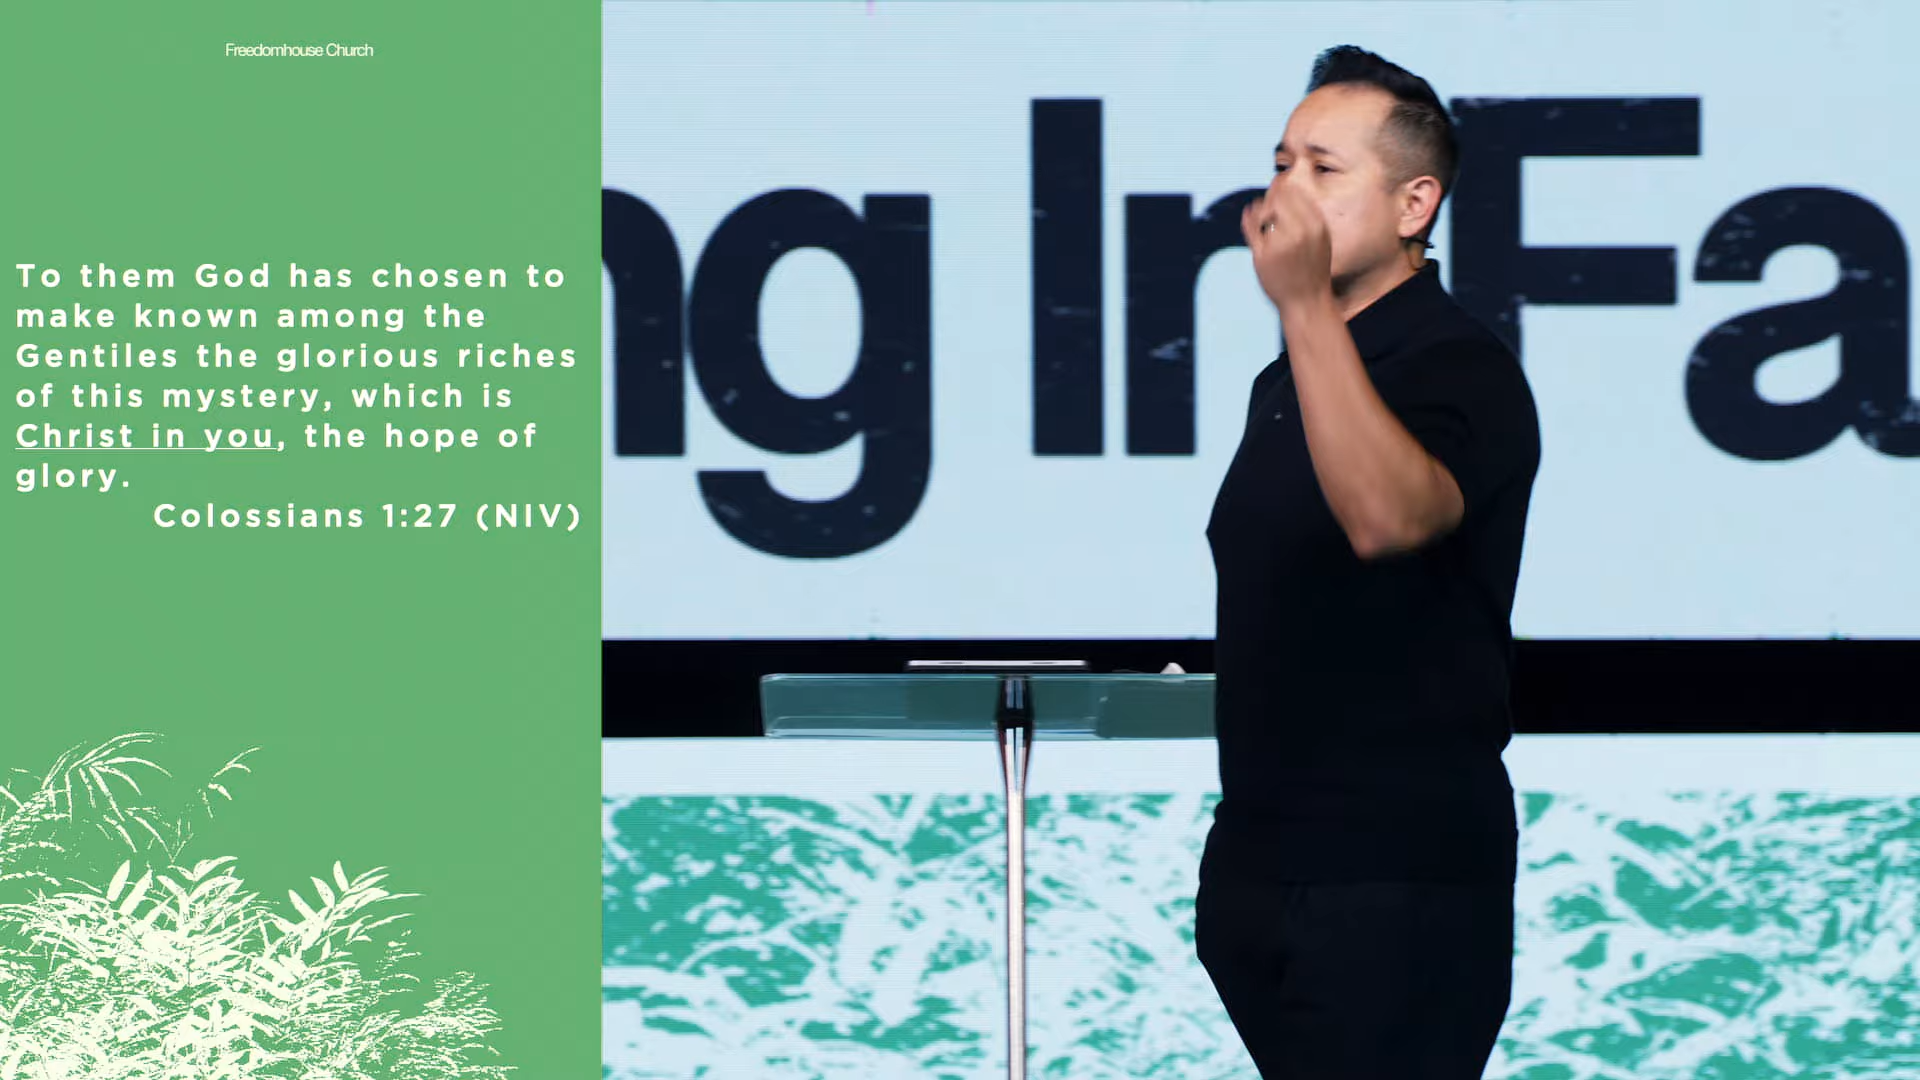 Freedomhouse Church
To them God has chosen to
make known among the
Gentiles the glorious riches
of this mystery, which is
Christ in you, the hope of
glory.
Colossians 1:27 (NIV)
In